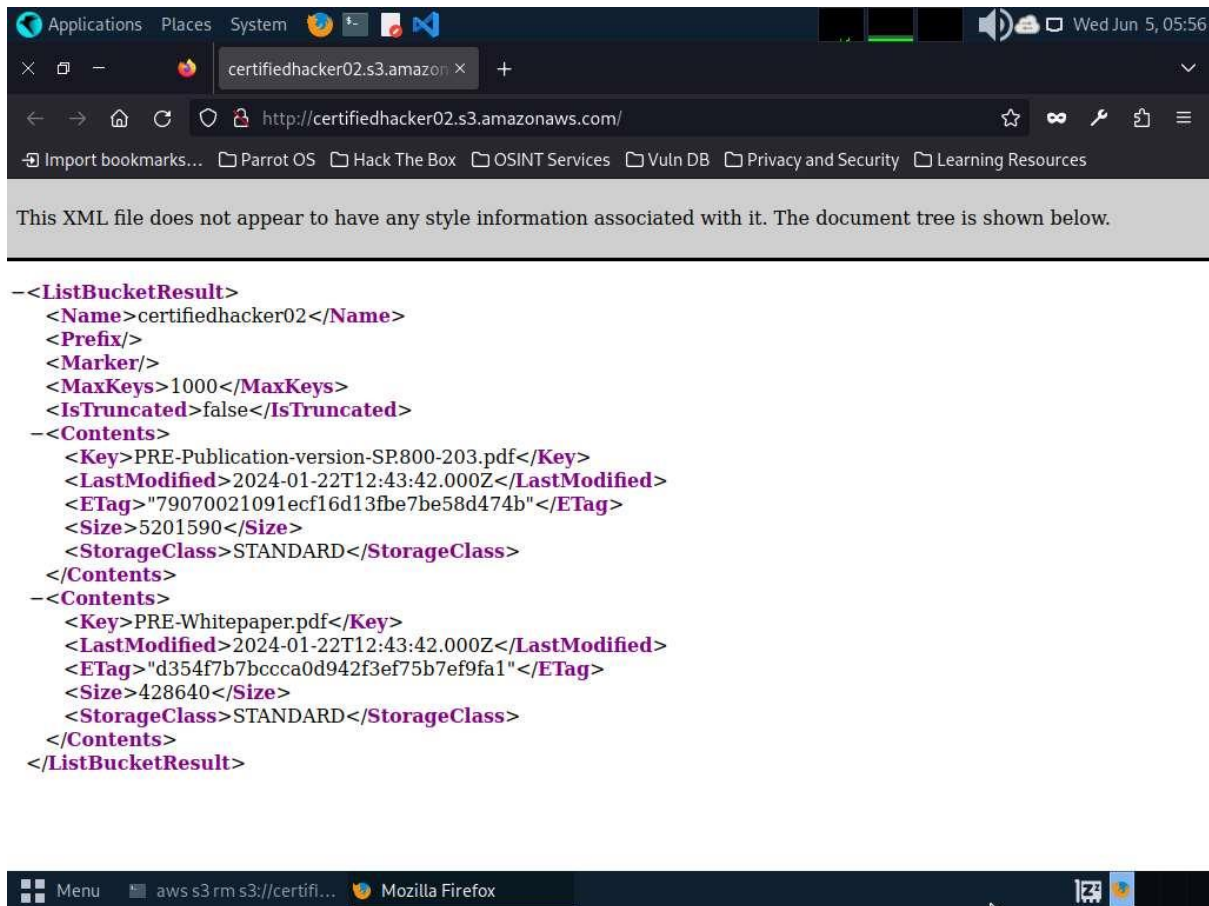 Applications Places System Wed Jun 5, 05:56
certifiedhacker02.s3.amazon
http://certifiedhacker02.s3.amazonaws.com/
Import bookmarks... Parrot OS Hack The Box OSINT Services Vuln DB Privacy and Security Learning Resources
This XML file does not appear to have any style information associated with it. The document tree is shown below.
−<ListBucketResult>
<Name>certifiedhacker02</Name>
<Prefix/>
<Marker/>
<MaxKeys>1000</MaxKeys>
<IsTruncated>false</IsTruncated>
−<Contents>
<Key>PRE-Publication-version-SP.800-203.pdf</Key>
<LastModified>2024-01-22T12:43:42.000Z</LastModified>
<ETag>"79070021091ecf16d13fbe7be58d474b"</ETag>
<Size>5201590</Size>
<StorageClass>STANDARD</StorageClass>
</Contents>
−<Contents>
<Key>PRE-Whitepaper.pdf</Key>
<LastModified>2024-01-22T12:43:42.000Z</LastModified>
<ETag>"d354f7b7bccca0d942f3ef75b7ef9fa1"</ETag>
<Size>428640</Size>
<StorageClass>STANDARD</StorageClass>
</Contents>
</ListBucketResult>
Menu aws s3 rm s3://certifi... Mozilla Firefox